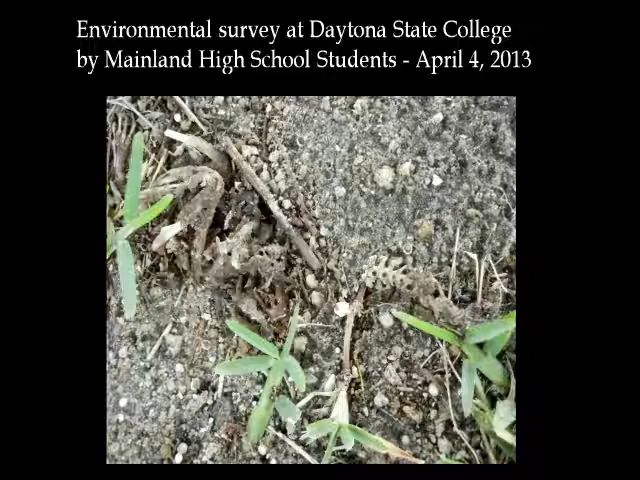 Environmental survey at Daytona State College
by Mainland High School Students - April 4, 2013